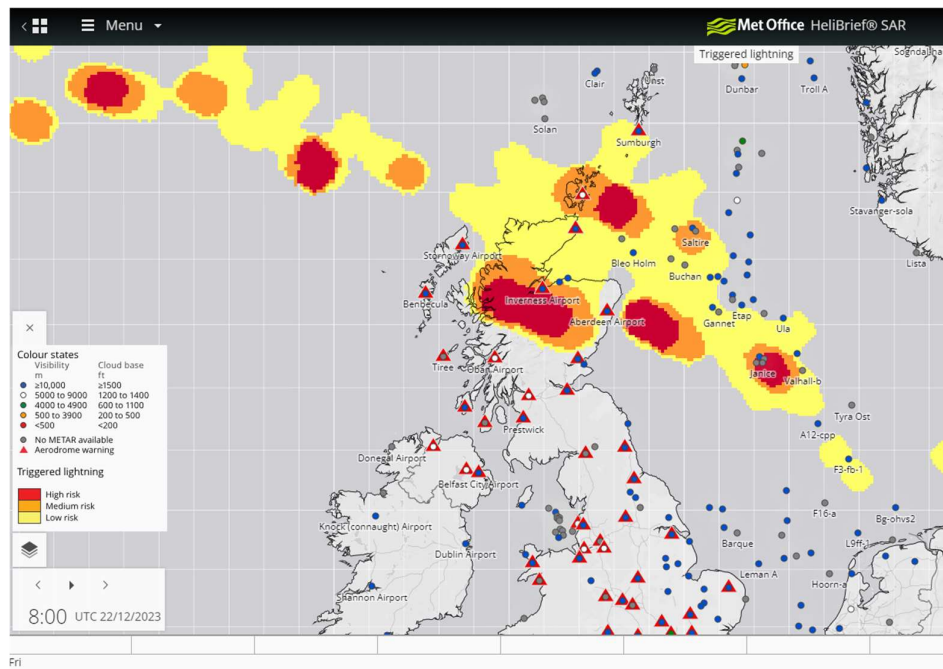 Menu
Met Office HeliBrief® SAR
Triggered lightning
Sogndal
Clair
Unst
Dunbar
Troll A
Solan
Sumburgh
Stavanger-sola
Saltire
Stornoway Airport
Bleo Holm
Lista
Buchan
Benbecula
Inverness Airport
Etap
Aberdeen Airport
Gannet
Ula
Tiree
Oban Airport
Janice
Valhall-b
Tyra Ost
Prestwick
A12-cpp
Donegal Airport
F3-fb-1
Belfast City Airport
F16-a
Bg-ohvs2
Knock (connaught) Airport
Barque
L9ff-1
Dublin Airport
Leman A
Hoorn-a
Shannon Airport
Colour states
Visibility Cloud base
m ft
≥10,000 ≥1500
5000 to 9000 1200 to 1400
4000 to 4900 600 to 1100
500 to 3900 200 to 500
<500 <200
No METAR available
Aerodrome warning
Triggered lightning
High risk
Medium risk
Low risk
8:00 UTC 22/12/2023
Fri